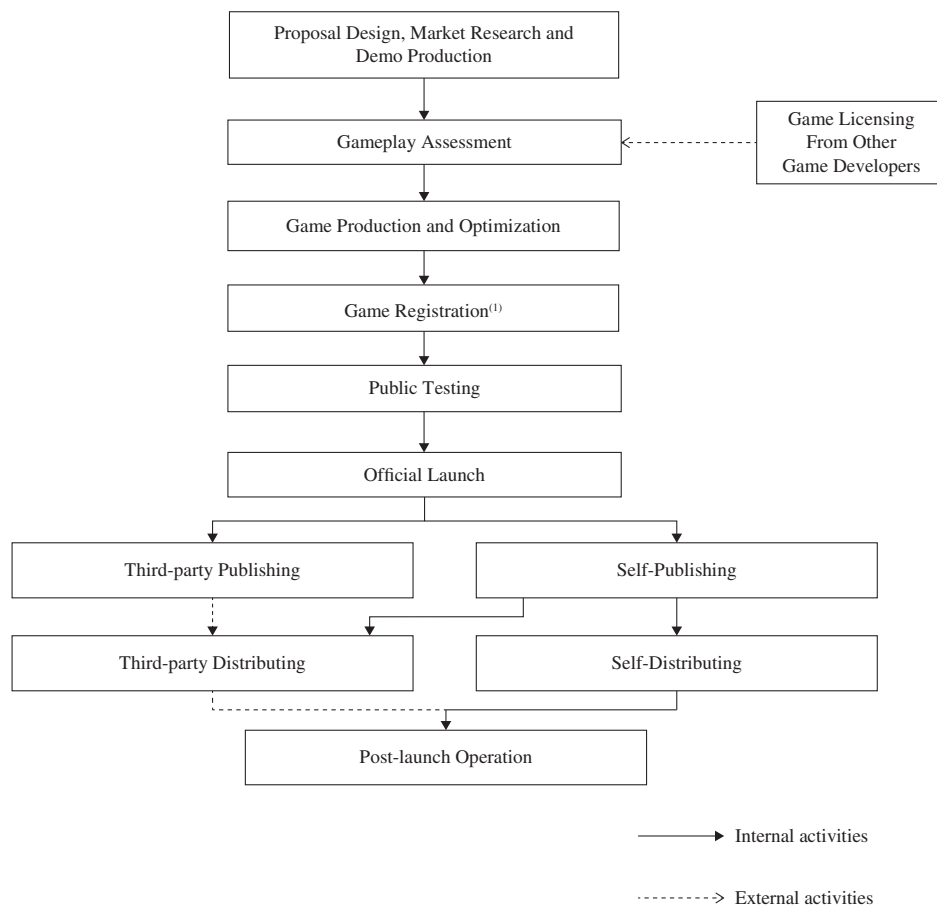 Proposal Design, Market Research and
Demo Production
Gameplay Assessment
Game Licensing
From Other
Game Developers
Game Production and Optimization
Game Registration(1)
Public Testing
Official Launch
Third-party Publishing
Self-Publishing
Third-party Distributing
Self-Distributing
Post-launch Operation
Internal activities
External activities